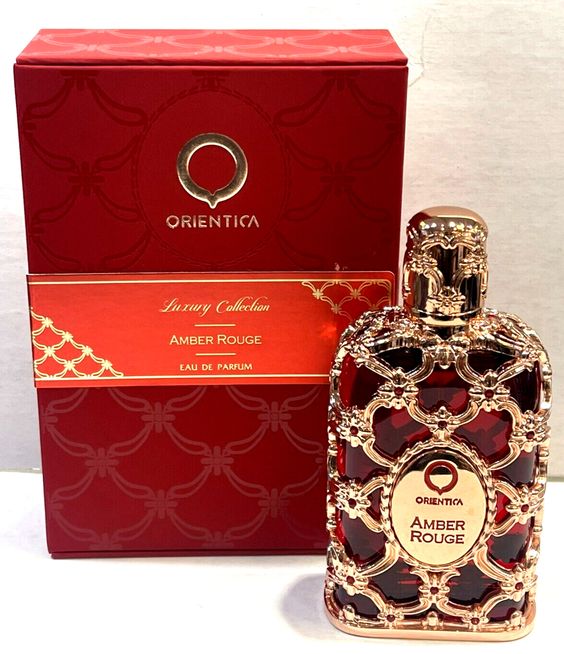 ORIENTICA
Luxury Collection
AMBER ROUGE
EAU DE PARFUM
ORIENTICA
AMBER
ROUGE